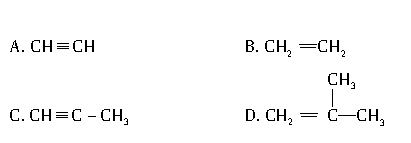 A. CH≡CH B. CH₂ ═CH₂
CH₃
|
C. CH≡C – CH₃ D. CH₂ ═ C—CH₃